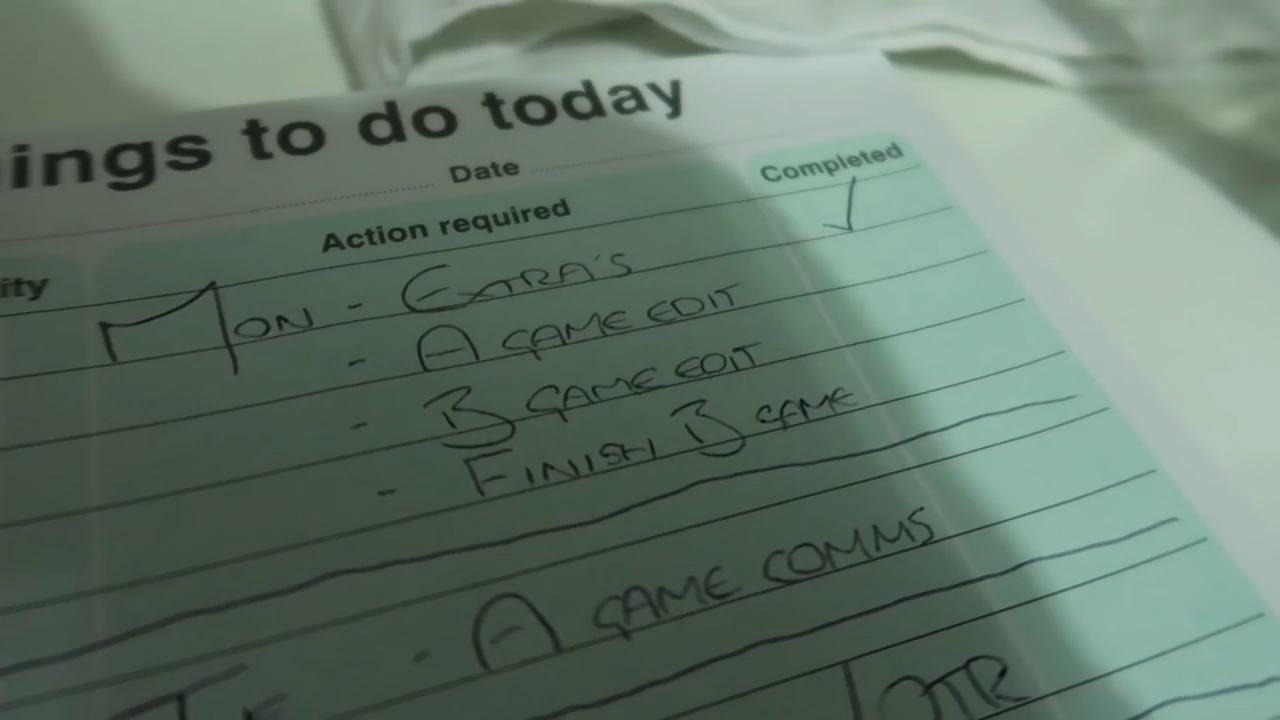 ings to do today
Date
ity Action required Completed
MON - EXTRA'S ✓
- A GAME EDIT
- B GAME EDIT
- FINISH B GAME
- A GAME COMMS